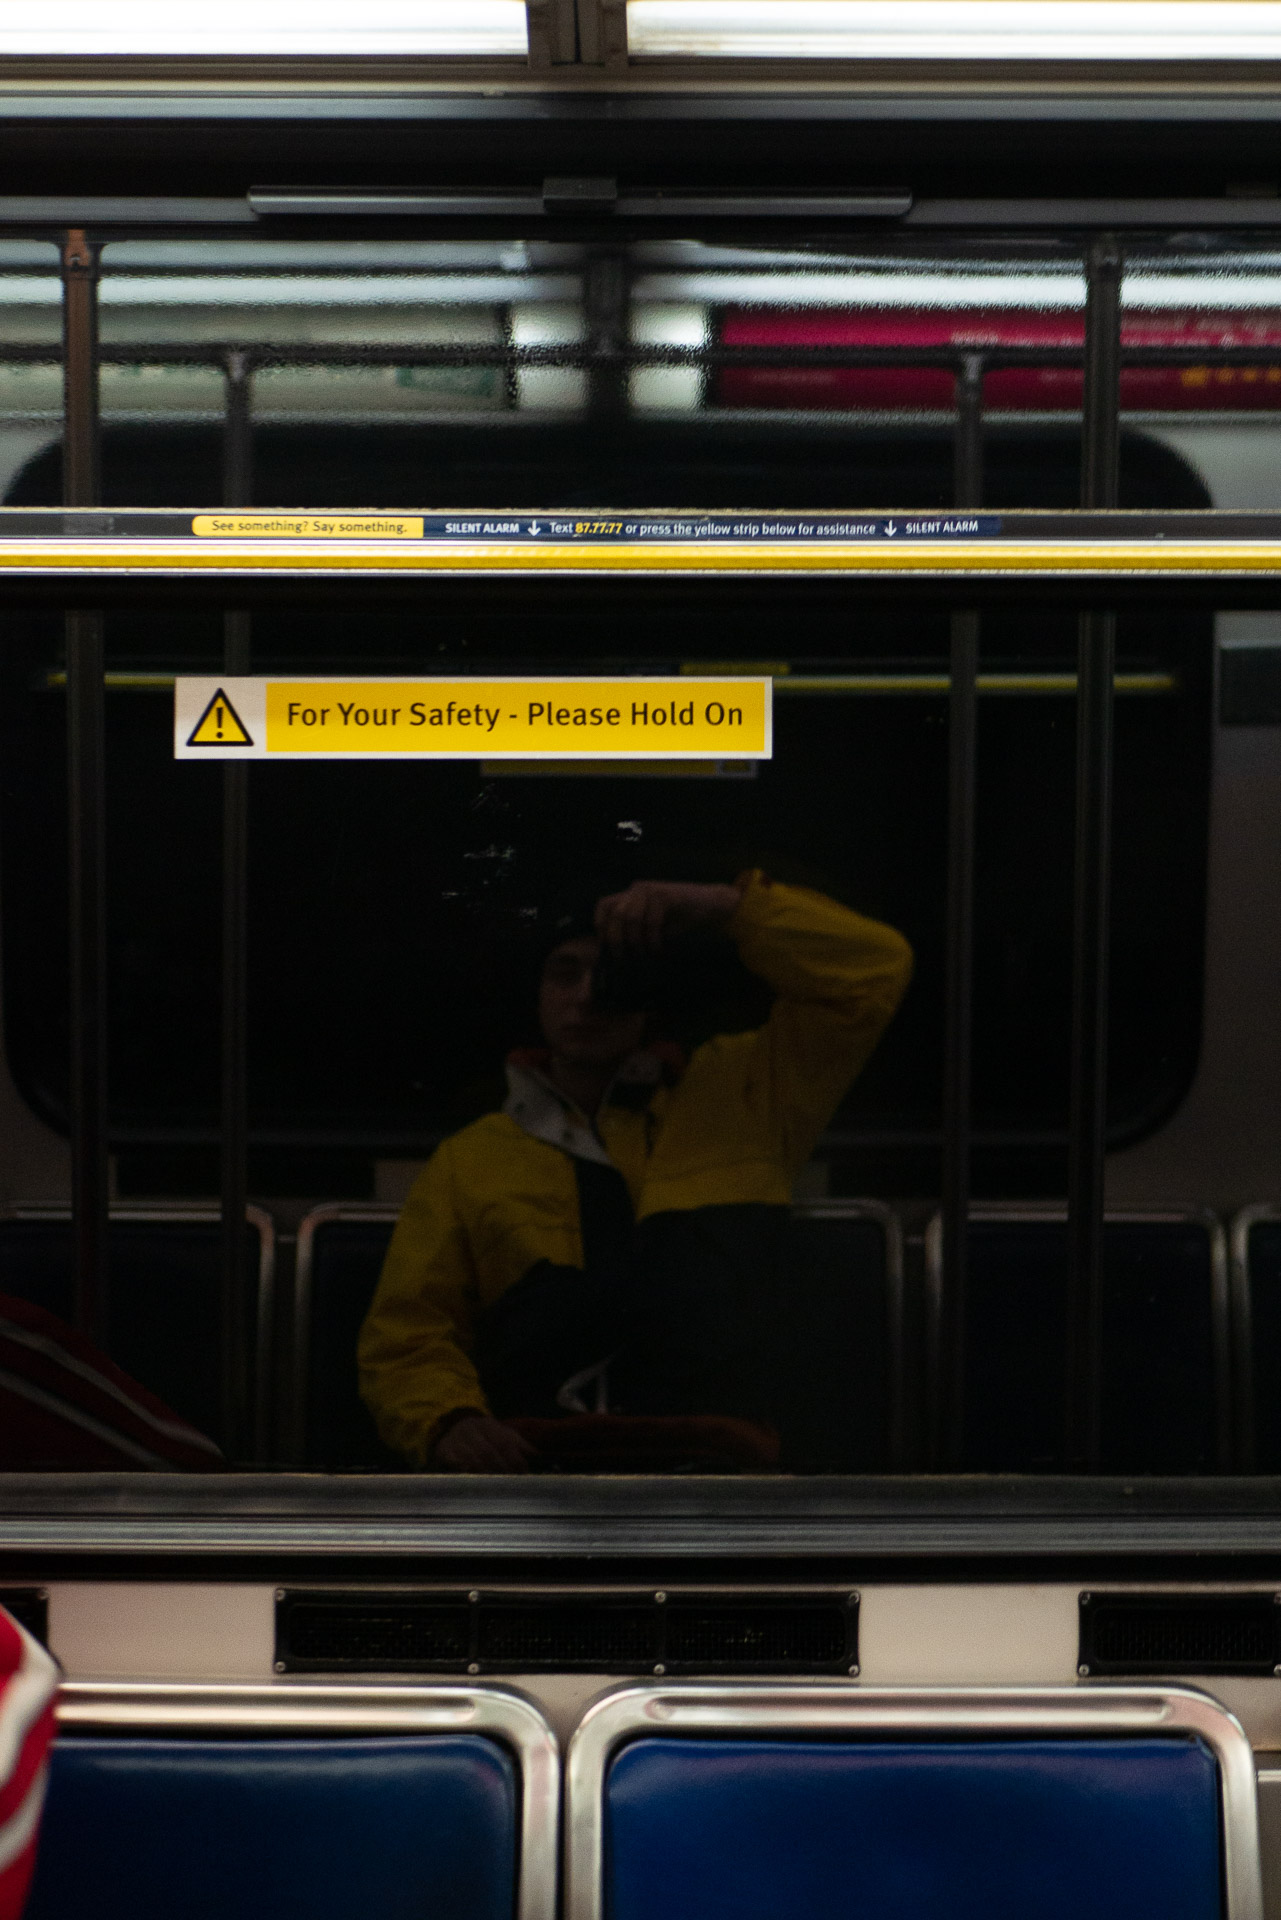 See something? Say something. SILENT ALARM ↓ Text 87.77.77 or press the yellow strip below for assistance ↓ SILENT ALARM
For Your Safety - Please Hold On